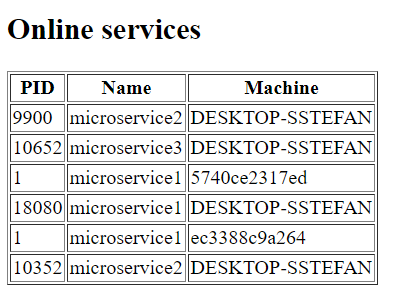 Online services
PID Name Machine
9900 microservice2 DESKTOP-SSTEFAN
10652 microservice3 DESKTOP-SSTEFAN
1 microservice1 5740ce2317ed
18080 microservice1 DESKTOP-SSTEFAN
1 microservice1 ec3388c9a264
10352 microservice2 DESKTOP-SSTEFAN